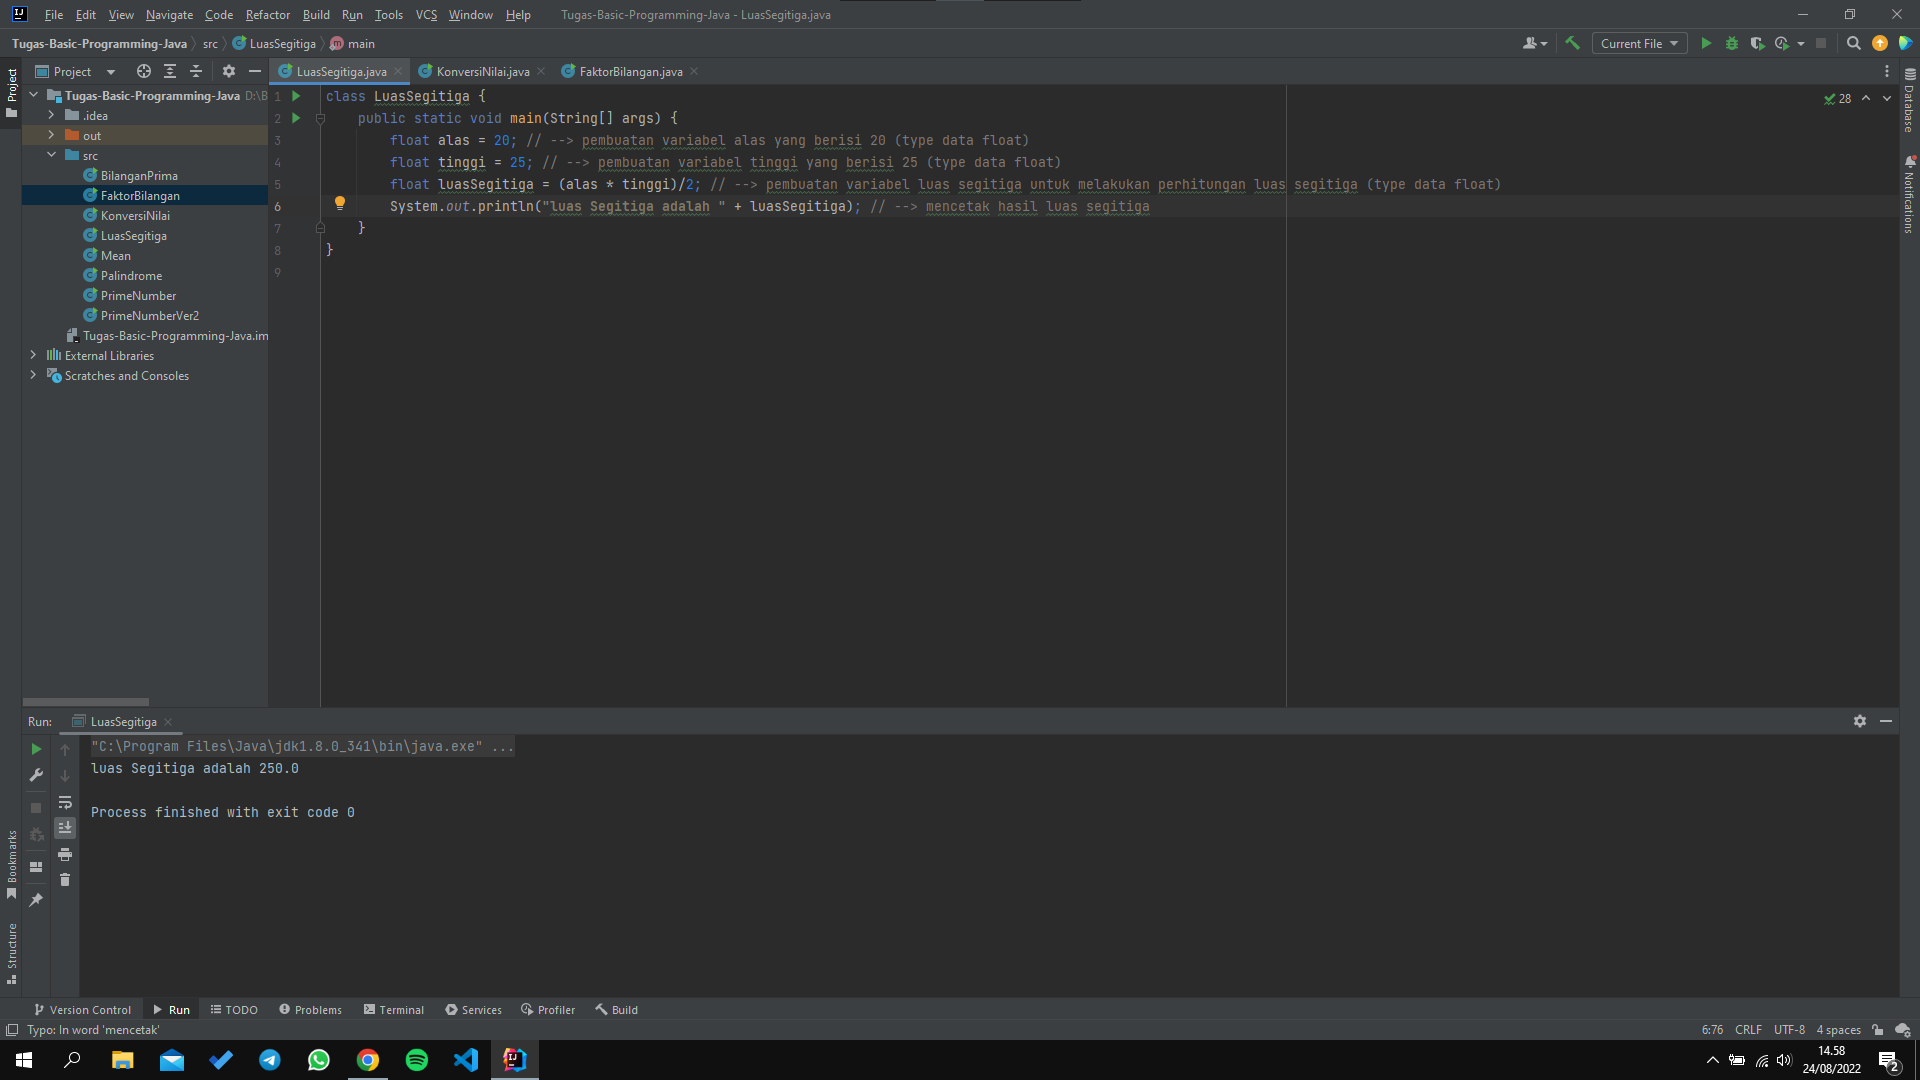 File Edit View Navigate Code Refactor Build Run Tools VCS Window Help Tugas-Basic-Programming-Java - LuasSegitiga.java
Tugas-Basic-Programming-Java src LuasSegitiga main
Current File
Project
LuasSegitiga.java KonversiNilai.java FaktorBilangan.java
Project
Tugas-Basic-Programming-Java D:\B
.idea
out
src
BilanganPrima
FaktorBilangan
KonversiNilai
LuasSegitiga
Mean
Palindrome
PrimeNumber
PrimeNumberVer2
Tugas-Basic-Programming-Java.im
External Libraries
Scratches and Consoles
28
1 class LuasSegitiga {
2 public static void main(String[] args) {
3 float alas = 20; // --> pembuatan variabel alas yang berisi 20 (type data float)
4 float tinggi = 25; // --> pembuatan variabel tinggi yang berisi 25 (type data float)
5 float luasSegitiga = (alas * tinggi)/2; // --> pembuatan variabel luas segitiga untuk melakukan perhitungan luas segitiga (type data float)
6 System.out.println("luas Segitiga adalah " + luasSegitiga); // --> mencetak hasil luas segitiga
7 }
8 }
9
Database
Notifications
Run: LuasSegitiga
"C:\Program Files\Java\jdk1.8.0_341\bin\java.exe" ...
luas Segitiga adalah 250.0
Process finished with exit code 0
Bookmarks
Structure
Version Control Run TODO Problems Terminal Services Profiler Build
Typo: In word 'mencetak' 6:76 CRLF UTF-8 4 spaces
14.58
24/08/2022
2